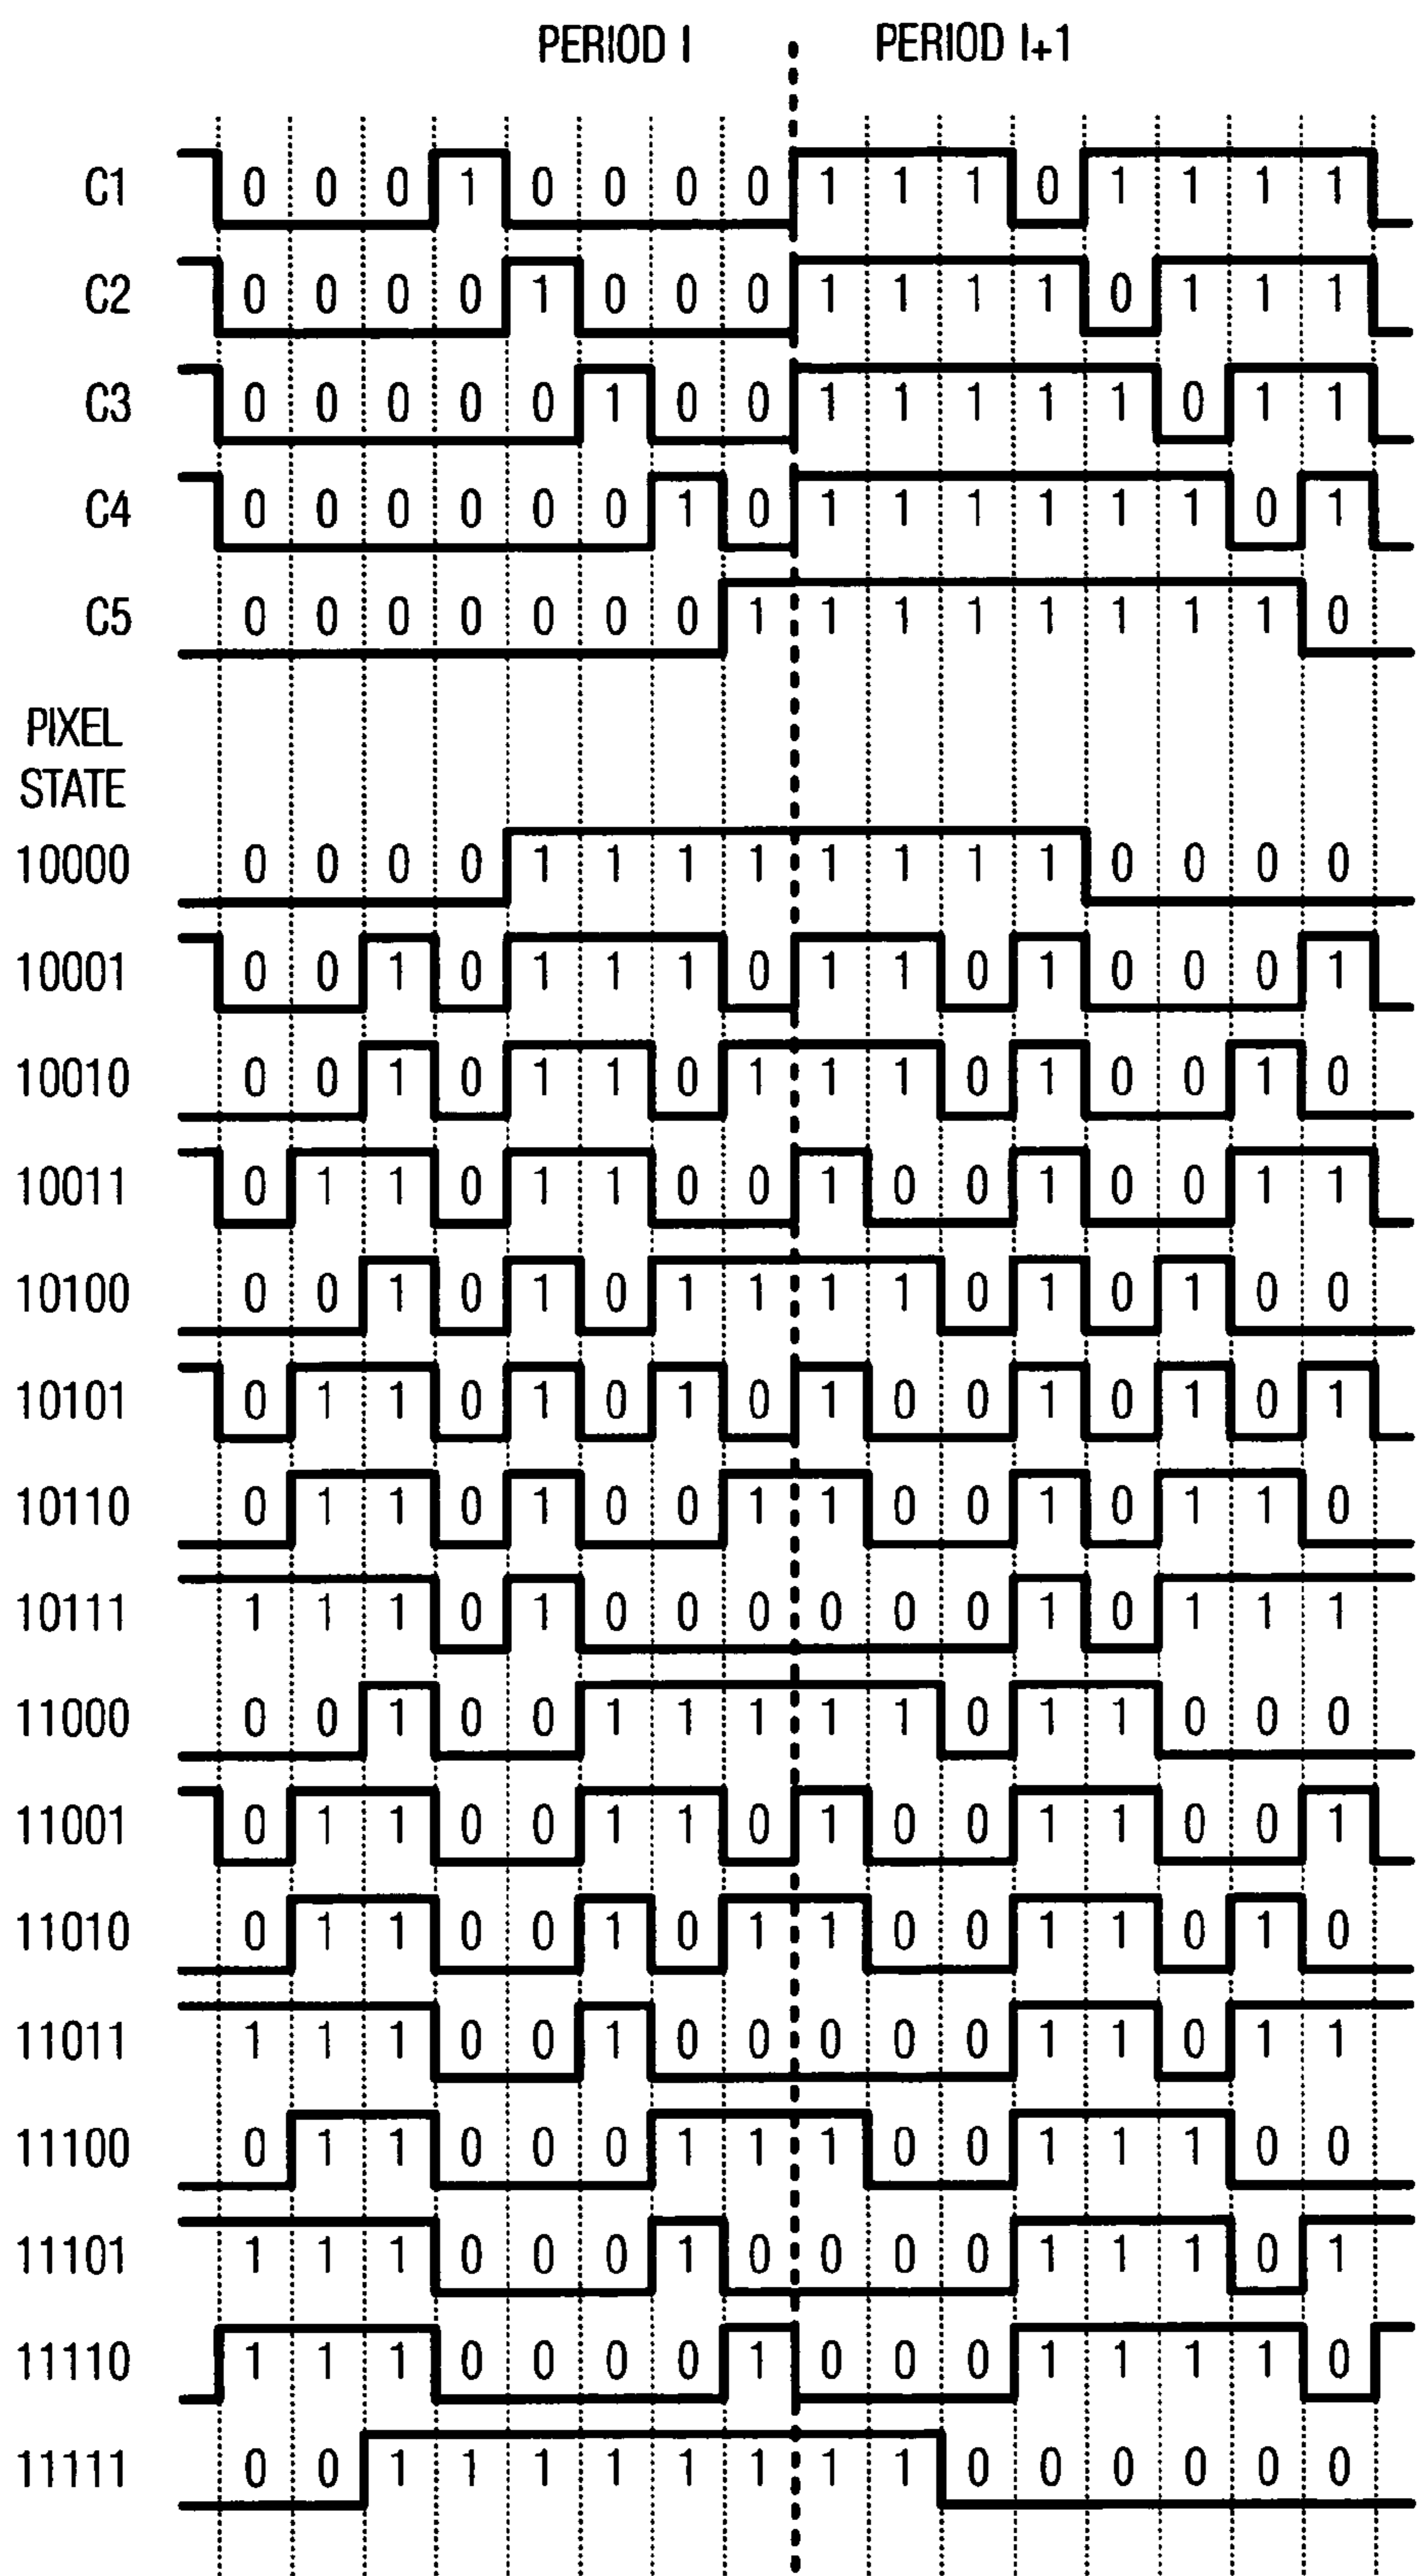 PERIOD I PERIOD I+1
C1 0 0 0 1 0 0 0 0 1 1 1 0 1 1 1 1
C2 0 0 0 0 1 0 0 0 1 1 1 1 0 1 1 1
C3 0 0 0 0 0 1 0 0 1 1 1 1 1 0 1 1
C4 0 0 0 0 0 0 1 0 1 1 1 1 1 1 0 1
C5 0 0 0 0 0 0 0 1 1 1 1 1 1 1 1 0
PIXEL
STATE
10000 0 0 0 0 1 1 1 1 1 1 1 1 0 0 0 0
10001 0 0 1 0 1 1 1 0 1 1 0 1 0 0 0 1
10010 0 0 1 0 1 1 0 1 1 1 0 1 0 0 1 0
10011 0 1 1 0 1 1 0 0 1 0 0 1 0 0 1 1
10100 0 0 1 0 1 0 1 1 1 1 0 1 0 1 0 0
10101 0 1 1 0 1 0 1 0 1 0 0 1 0 1 0 1
10110 0 1 1 0 1 0 0 1 1 0 0 1 0 1 1 0
10111 1 1 1 0 1 0 0 0 0 0 0 1 0 1 1 1
11000 0 0 1 0 0 1 1 1 1 1 0 1 1 0 0 0
11001 0 1 1 0 0 1 1 0 1 0 0 1 1 0 0 1
11010 0 1 1 0 0 1 0 1 1 0 0 1 1 0 1 0
11011 1 1 1 0 0 1 0 0 0 0 0 1 1 0 1 1
11100 0 1 1 0 0 0 1 1 1 0 0 1 1 1 0 0
11101 1 1 1 0 0 0 1 0 0 0 0 1 1 1 0 1
11110 1 1 1 0 0 0 0 1 0 0 0 1 1 1 1 0
11111 0 0 1 1 1 1 1 1 1 1 0 0 0 0 0 0